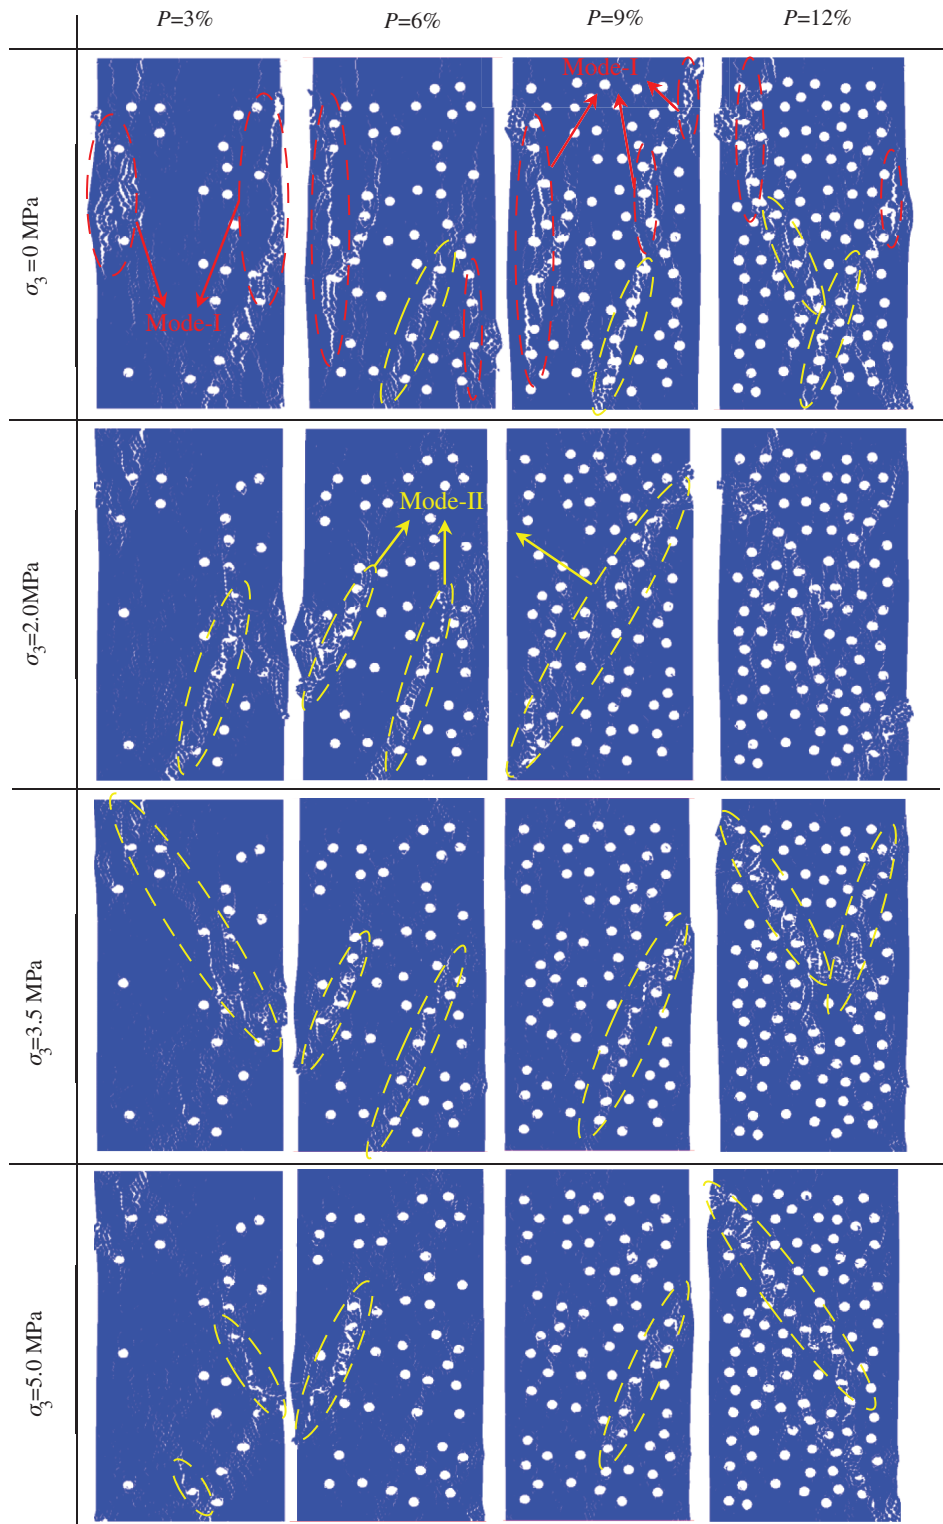 P=3% P=6% P=9% P=12%
σ3=0 MPa
Mode-I
Mode-I
σ3=2.0MPa
Mode-II
σ3=3.5 MPa
σ3=5.0 MPa